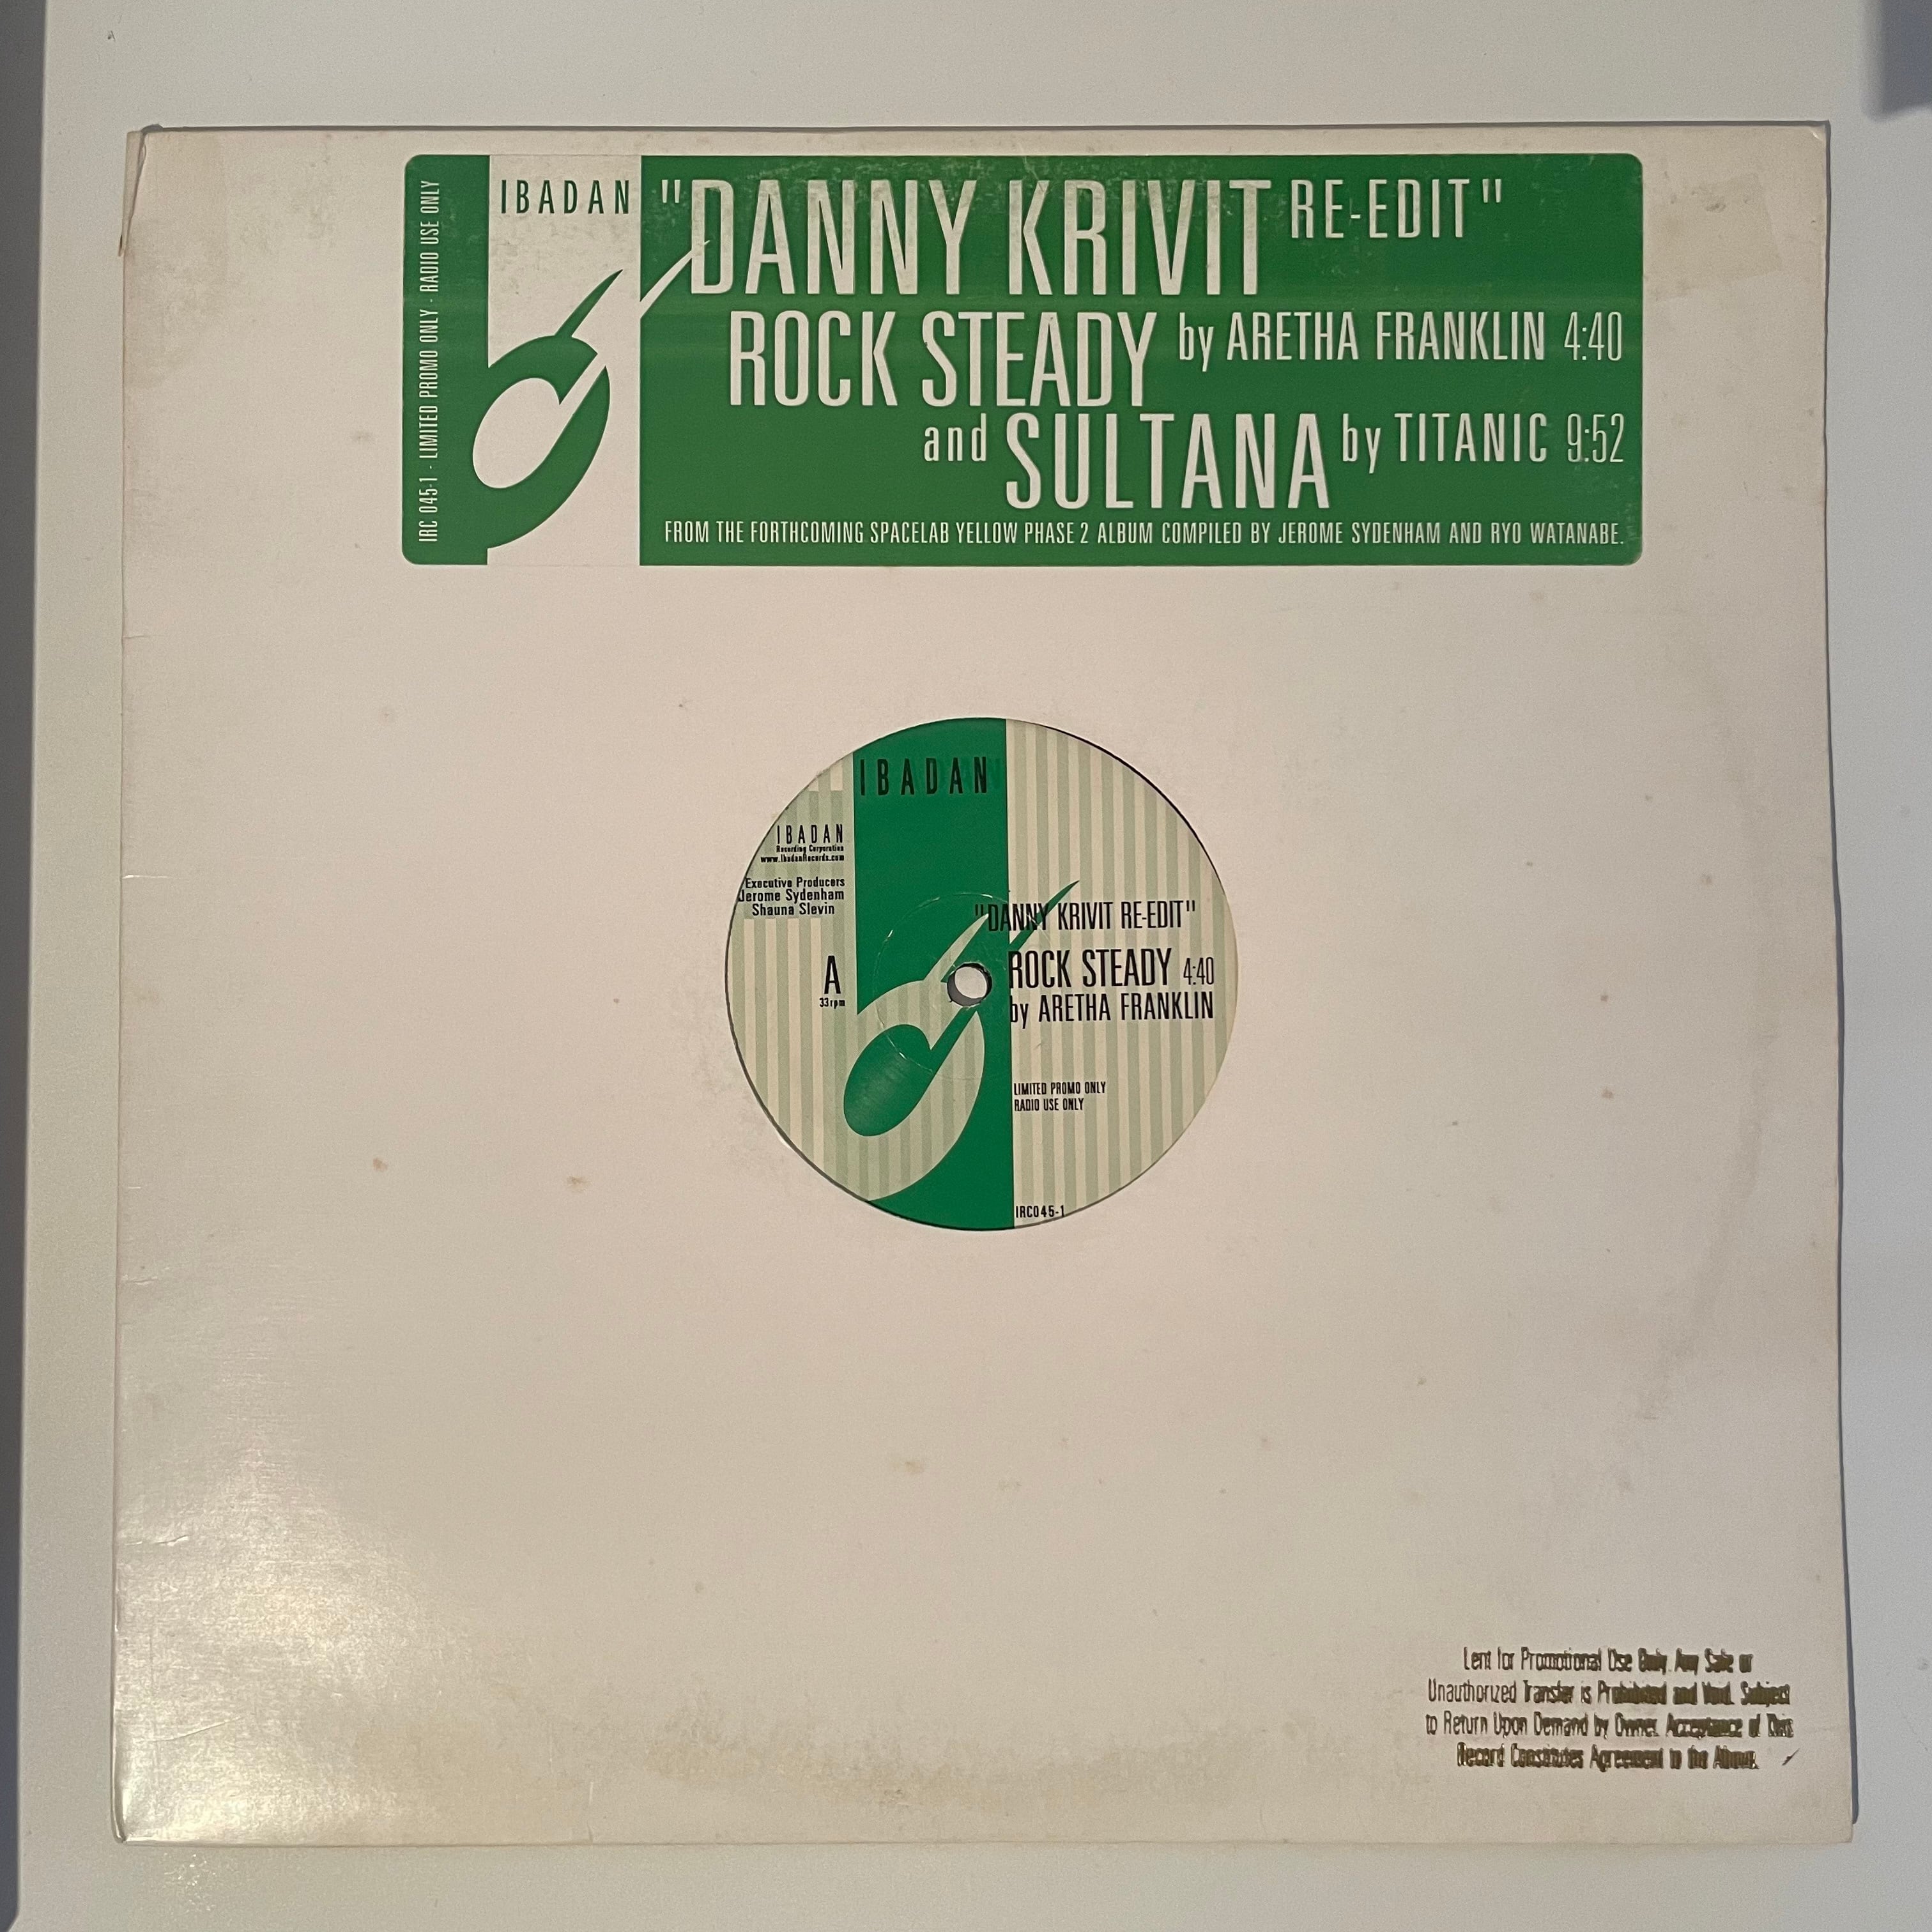 IRC 045-1 - LIMITED PROMO ONLY - RADIO USE ONLY
IBADAN
"DANNY KRIVIT RE-EDIT"
ROCK STEADY by ARETHA FRANKLIN 4:40
and SULTANA by TITANIC 9:52
FROM THE FORTHCOMING SPACELAB YELLOW PHASE 2 ALBUM COMPILED BY JEROME SYDENHAM AND RYO WATANABE.
IBADAN
IBADAN
Recording Corporation
www.IbadanRecords.com
Executive Producers
Jerome Sydenham
Shauna Slevin
A
33rpm
"DANNY KRIVIT RE-EDIT"
ROCK STEADY 4:40
by ARETHA FRANKLIN
LIMITED PROMO ONLY
RADIO USE ONLY
IRC045-1
Lent for Promotional Use Only. Any Sale or
Unauthorized Transfer is Prohibited and Void. Subject
to Return Upon Demand by Owner. Acceptance of This
Record Constitutes Agreement to the Above.